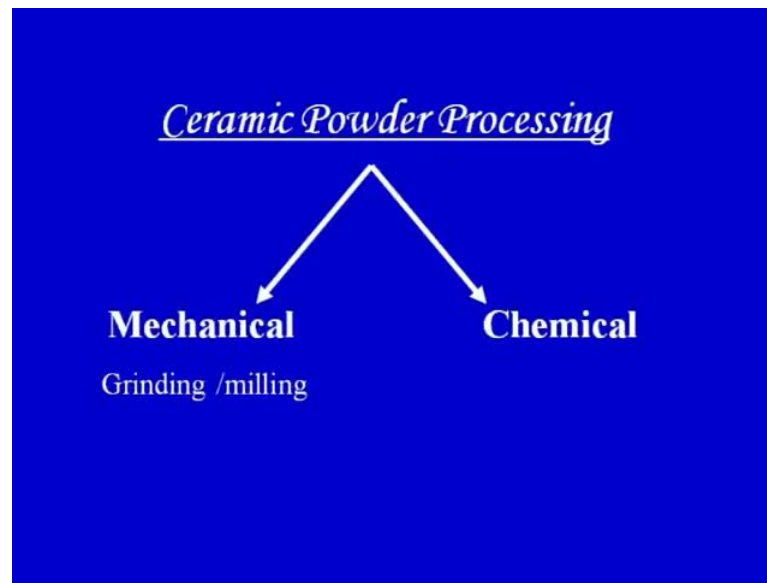 Ceramic Powder Processing
Mechanical
Chemical
Grinding /milling